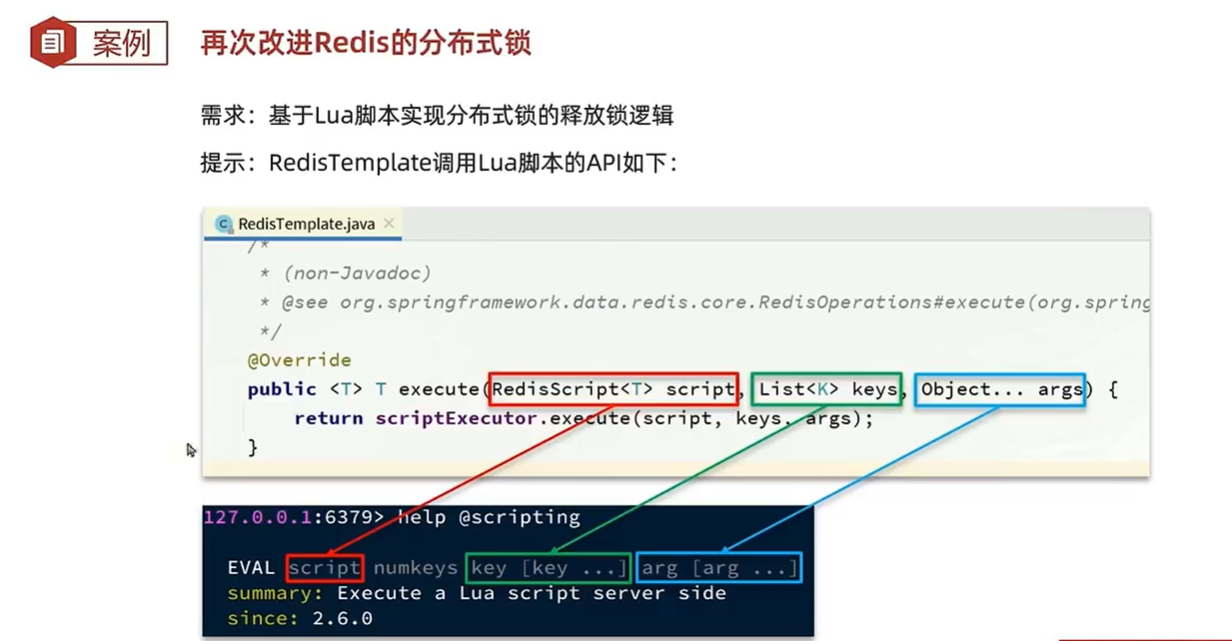 案例
再次改进Redis的分布式锁
需求：基于Lua脚本实现分布式锁的释放锁逻辑
提示：RedisTemplate调用Lua脚本的API如下：
RedisTemplate.java
/*
* (non-Javadoc)
* @see org.springframework.data.redis.core.RedisOperations#execute(org.spring
*/
@Override
public <T> T execute(RedisScript<T> script, List<K> keys, Object... args) {
return scriptExecutor.execute(script, keys, args);
}
127.0.0.1:6379> help @scripting
EVAL script numkeys key [key ...] arg [arg ...]
summary: Execute a Lua script server side
since: 2.6.0